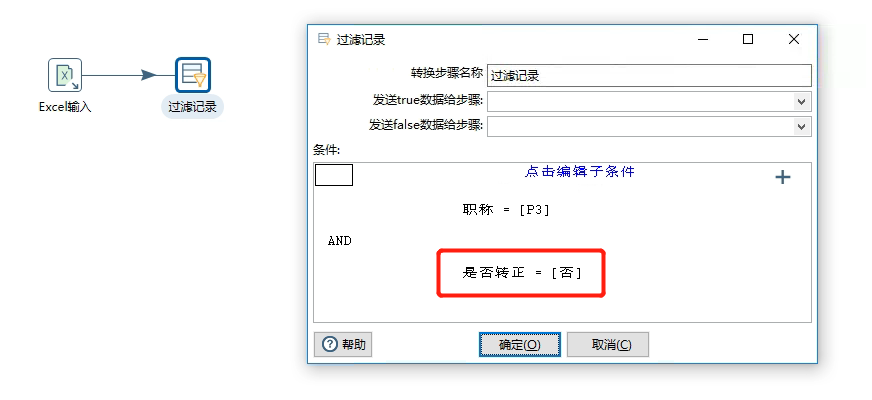 Excel输入
过滤记录
过滤记录
转换步骤名称 过滤记录
发送true数据给步骤:
发送false数据给步骤:
条件:
点击编辑子条件
职称 = [P3]
AND
是否转正 = [否]
帮助 确定(O) 取消(C)